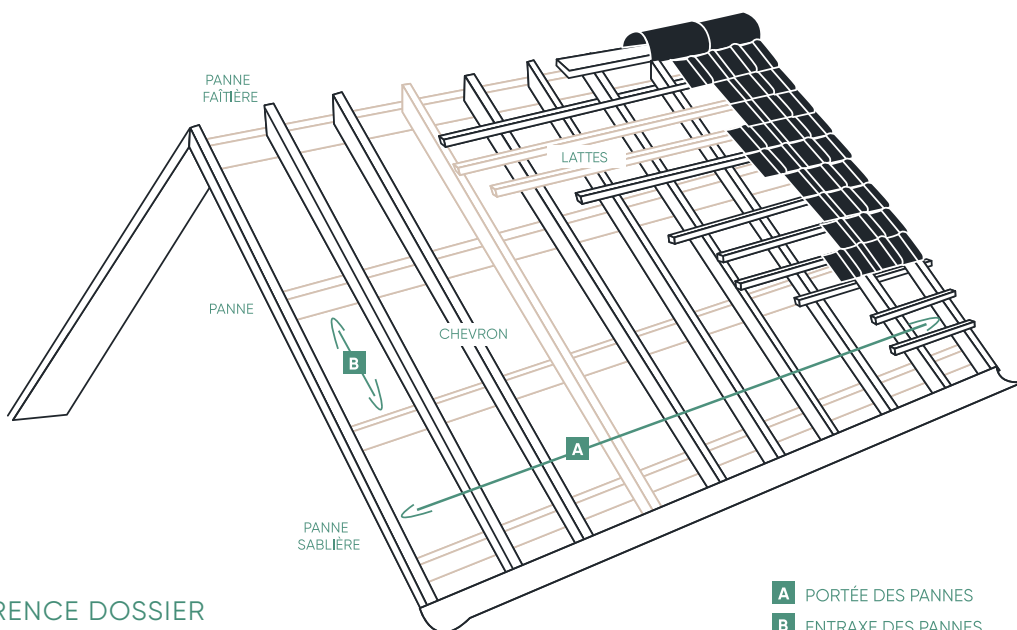 PANNE
FAÎTIÈRE
LATTES
PANNE
CHEVRON
B
A
PANNE
SABLIÈRE
RENCE DOSSIER
A PORTÉE DES PANNES
B ENTRAXE DES PANNES